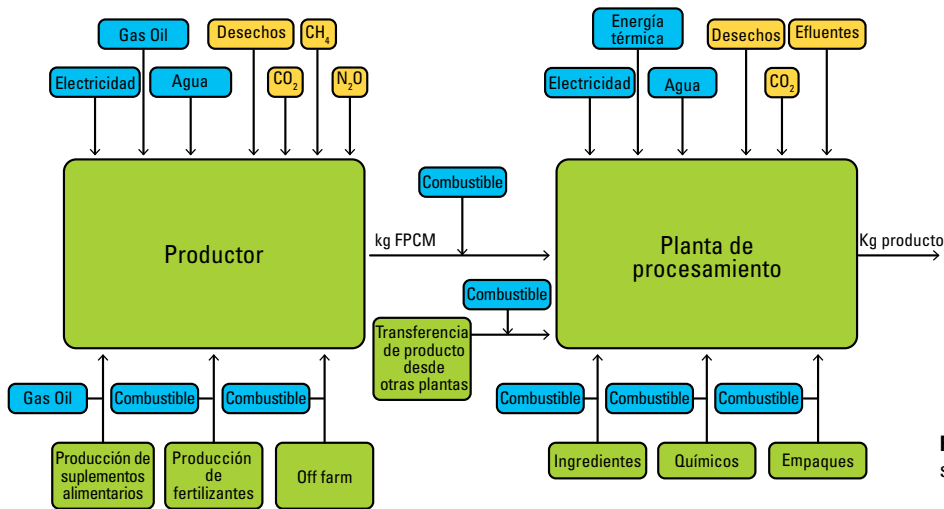 Gas Oil
Desechos
CH₄
Electricidad
Agua
CO₂
N₂O
Energía
térmica
Desechos
Efluentes
Electricidad
Agua
CO₂
Productor
kg FPCM
Combustible
Planta de
procesamiento
Kg producto
Combustible
Transferencia
de producto
desde
otras plantas
Gas Oil
Combustible
Combustible
Combustible
Combustible
Combustible
Producción de
suplementos
alimentarios
Producción
de
fertilizantes
Off farm
Ingredientes
Químicos
Empaques